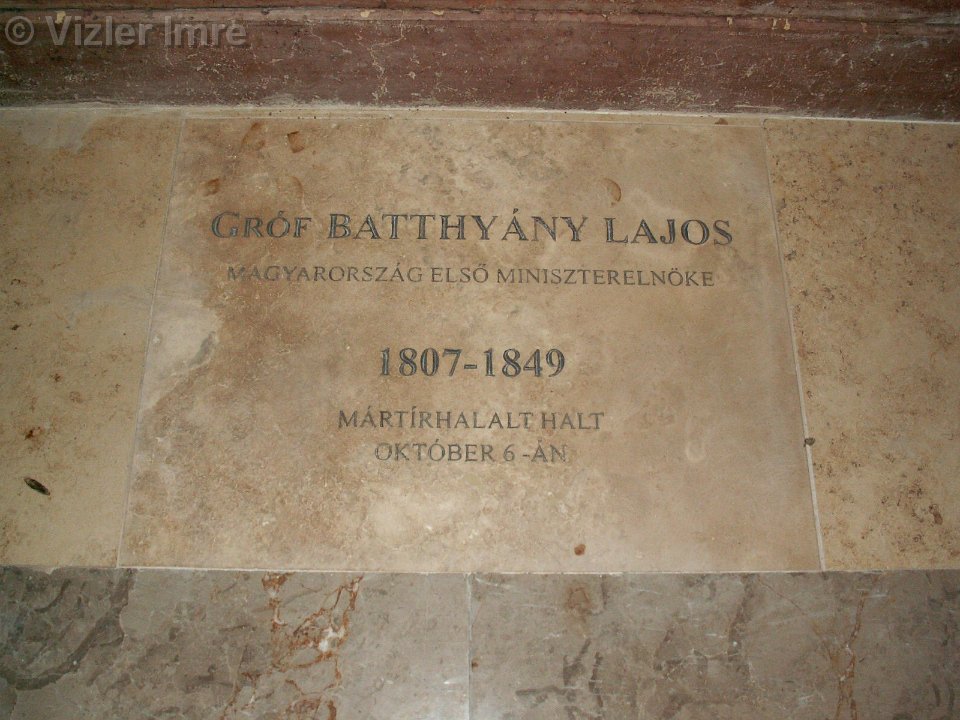 © Vizler Imre
GRÓF BATTHYÁNY LAJOS
MAGYARORSZÁG ELSŐ MINISZTERELNÖKE
1807-1849
MÁRTÍRHALALT HALT
OKTÓBER 6-ÁN